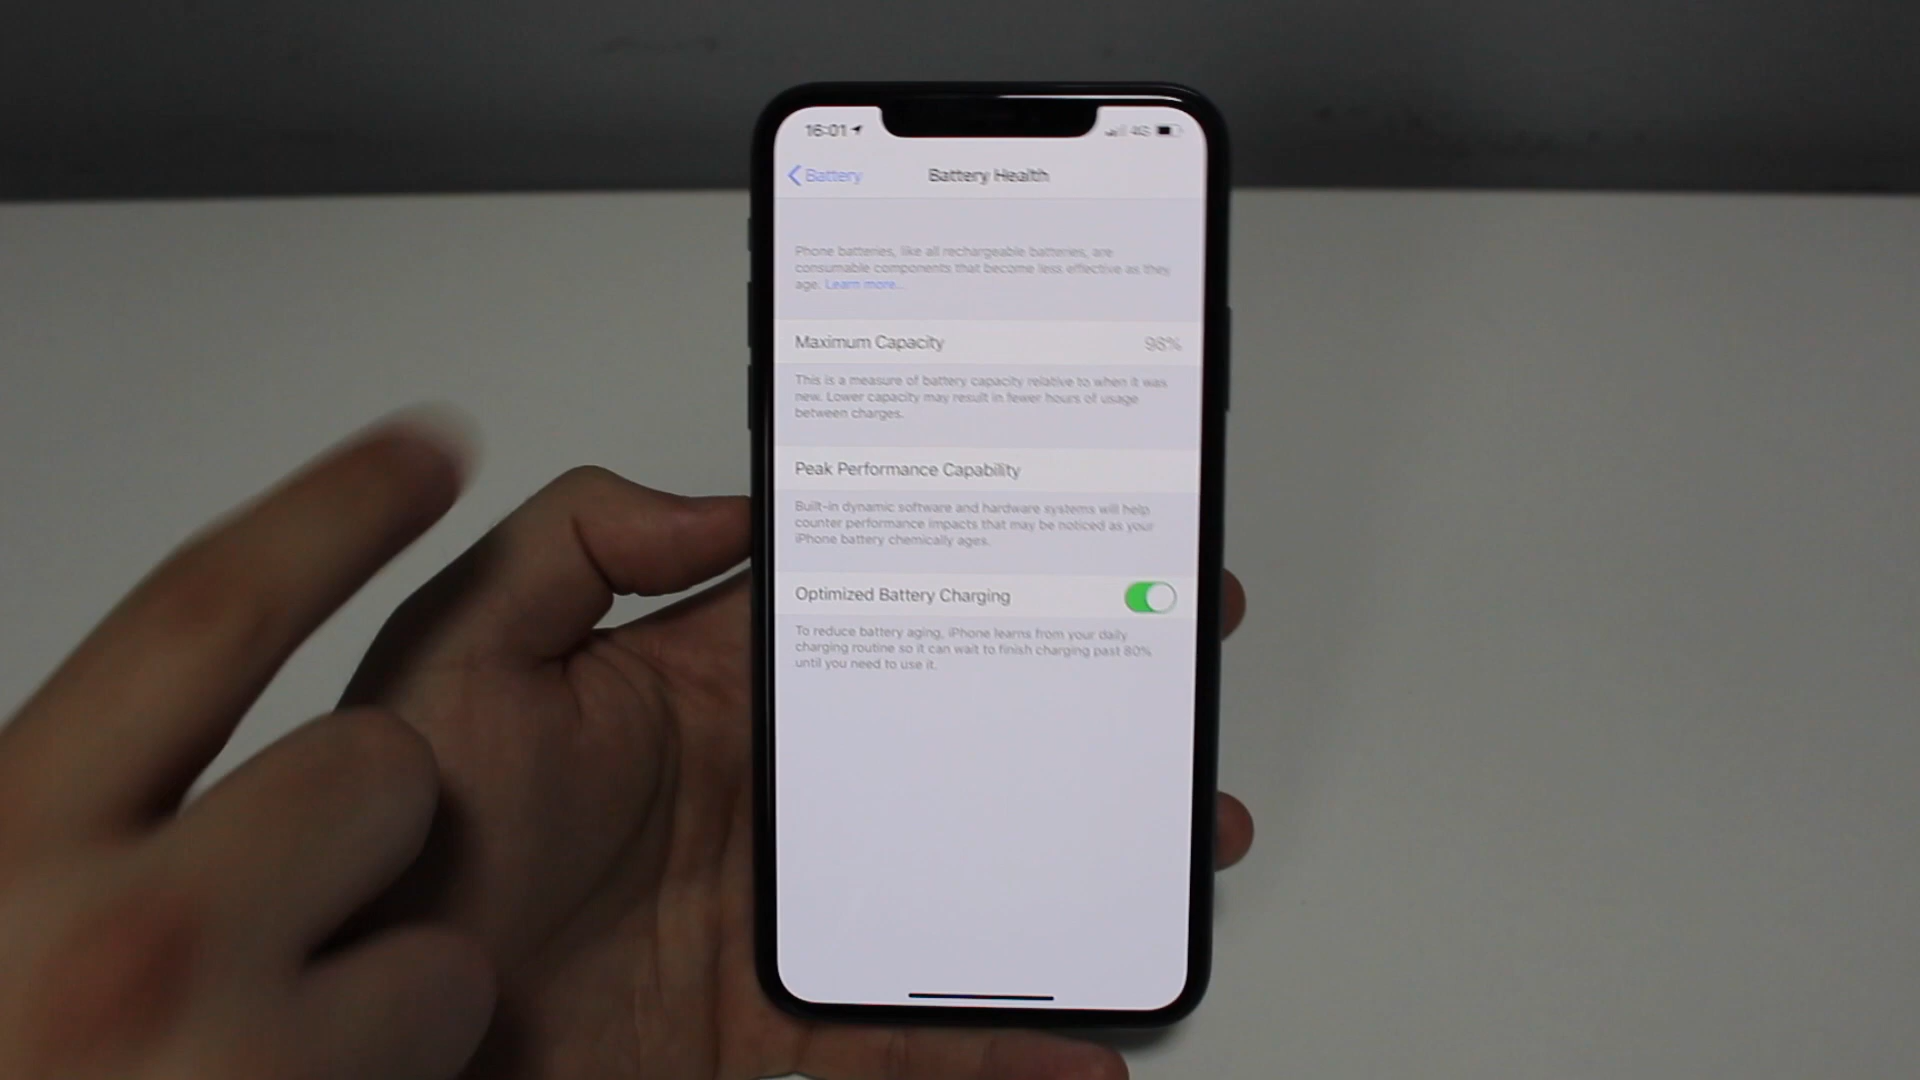 16:01
4G
Battery
Battery Health
Phone batteries, like all rechargeable batteries, are
consumable components that become less effective as they
age. Learn more...
Maximum Capacity
98%
This is a measure of battery capacity relative to when it was
new. Lower capacity may result in fewer hours of usage
between charges.
Peak Performance Capability
Built-in dynamic software and hardware systems will help
counter performance impacts that may be noticed as your
iPhone battery chemically ages.
Optimized Battery Charging
To reduce battery aging, iPhone learns from your daily
charging routine so it can wait to finish charging past 80%
until you need to use it.